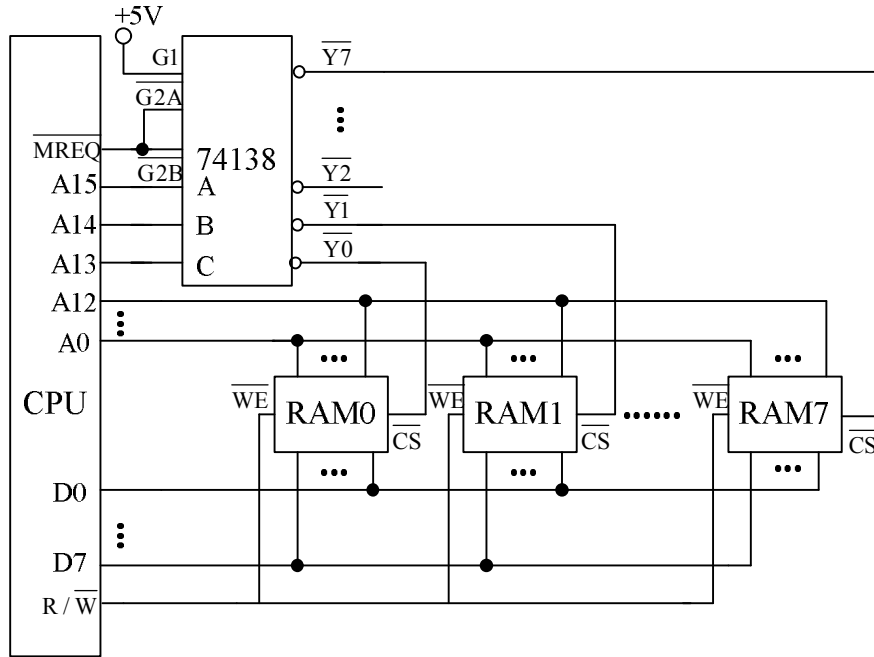 +5V
G1
Y7
G2A
MREQ
74138
G2B
A15
A
Y2
A14
B
Y1
A13
C
Y0
A12
A0
CPU
WE
RAM0
CS
WE
RAM1
CS
WE
RAM7
CS
D0
D7
R / W